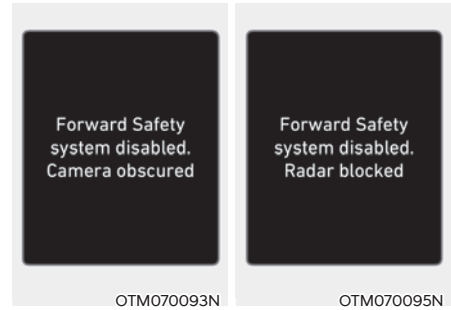 Forward Safety
system disabled.
Camera obscured
OTM070093N
Forward Safety
system disabled.
Radar blocked
OTM070095N